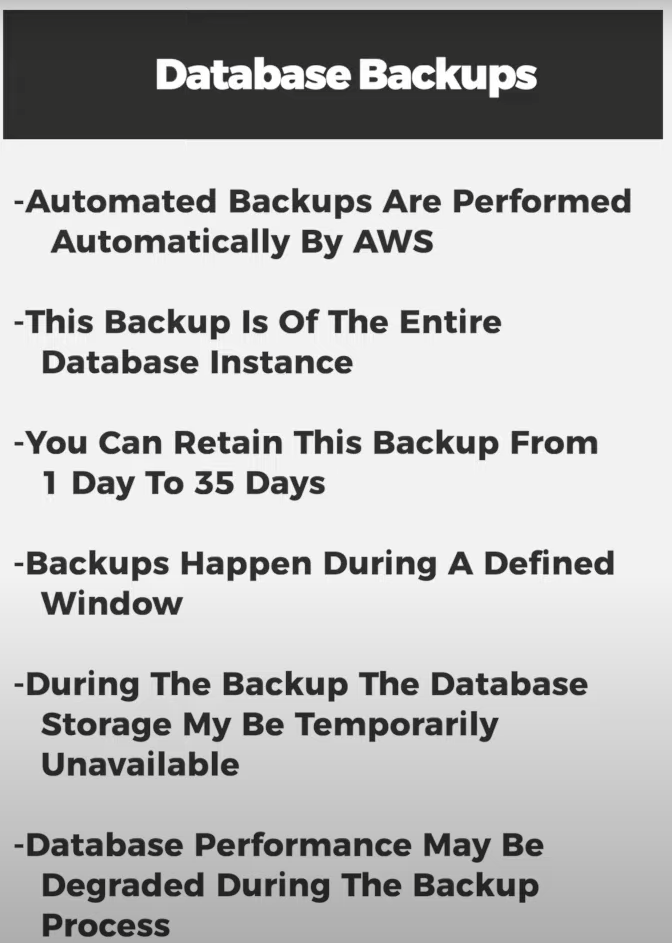 Database Backups
-Automated Backups Are Performed
Automatically By AWS
-This Backup Is Of The Entire
Database Instance
-You Can Retain This Backup From
1 Day To 35 Days
-Backups Happen During A Defined
Window
-During The Backup The Database
Storage My Be Temporarily
Unavailable
-Database Performance May Be
Degraded During The Backup
Process